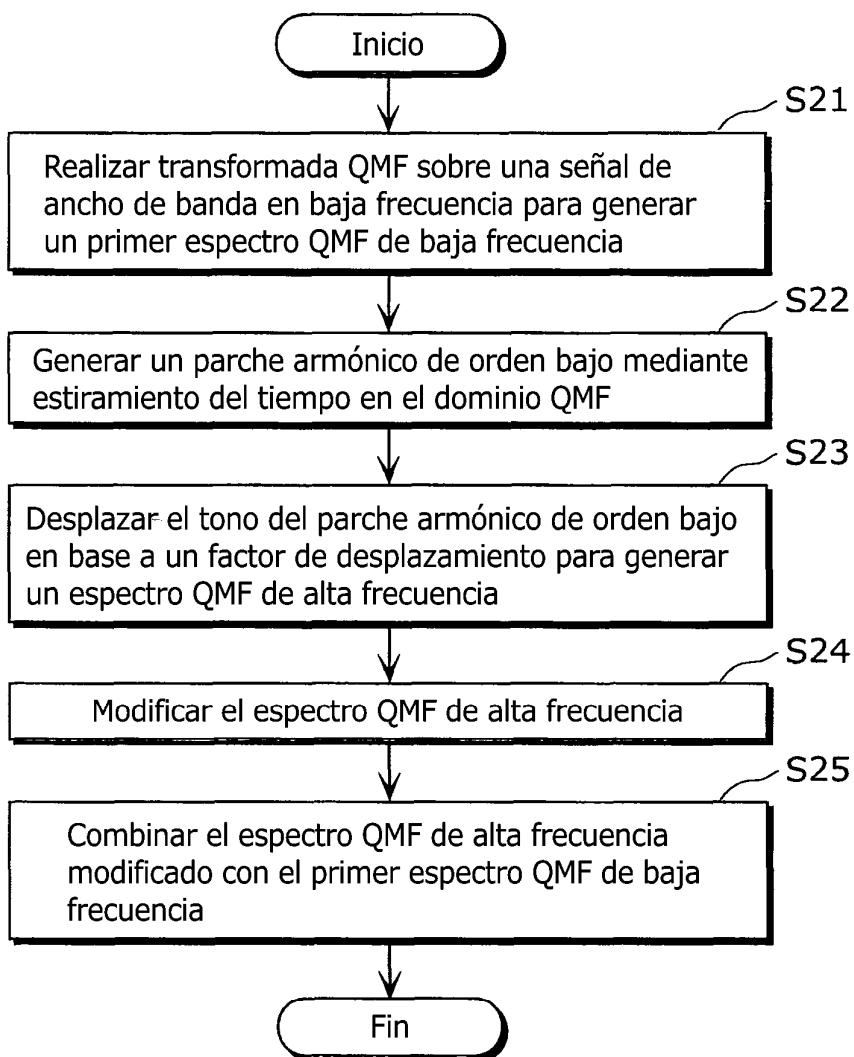 Inicio
S21
Realizar transformada QMF sobre una señal de
ancho de banda en baja frecuencia para generar
un primer espectro QMF de baja frecuencia
S22
Generar un parche armónico de orden bajo mediante
estiramiento del tiempo en el dominio QMF
S23
Desplazar el tono del parche armónico de orden bajo
en base a un factor de desplazamiento para generar
un espectro QMF de alta frecuencia
S24
Modificar el espectro QMF de alta frecuencia
S25
Combinar el espectro QMF de alta frecuencia
modificado con el primer espectro QMF de baja
frecuencia
Fin